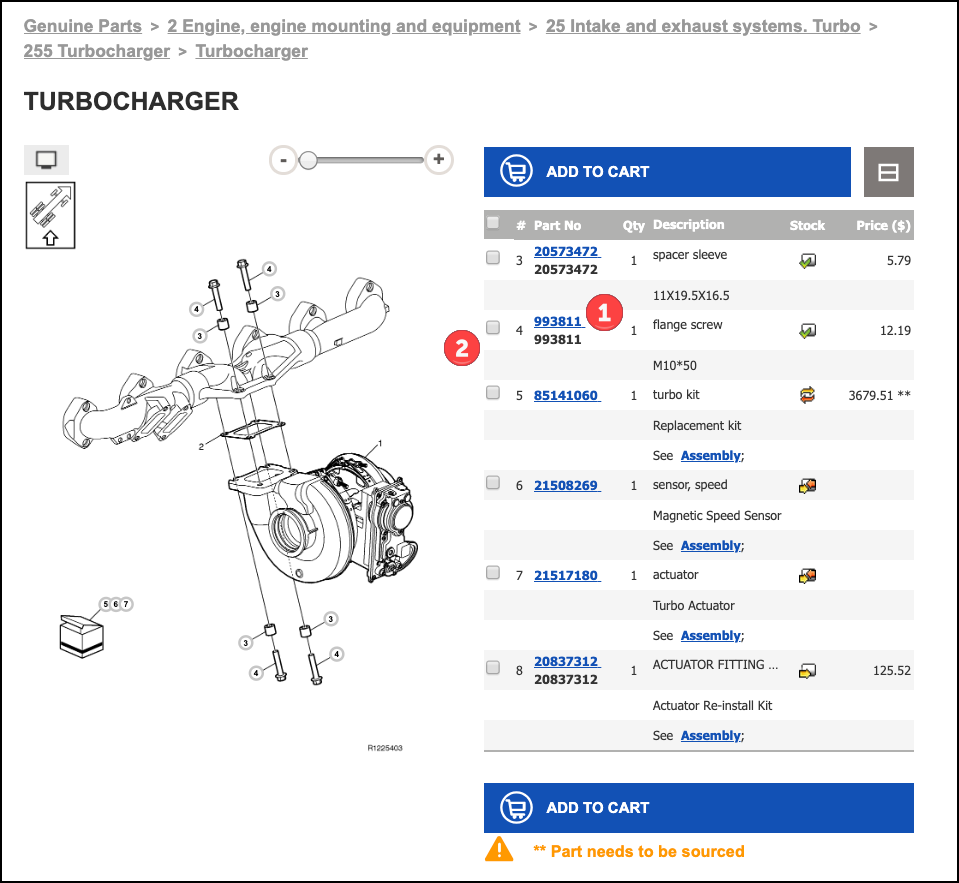 Genuine Parts > 2 Engine, engine mounting and equipment > 25 Intake and exhaust systems. Turbo >
255 Turbocharger > Turbocharger
TURBOCHARGER
- +
4
3
4
3
3
4
3
2
1
5 6 7
3
3
4
4
R1225403
ADD TO CART
# Part No Qty Description Stock Price ($)
3 20573472 1 spacer sleeve 5.79
20573472
11X19.5X16.5
1
4 993811 1 flange screw 12.19
993811
2
M10*50
5 85141060 1 turbo kit 3679.51 **
Replacement kit
See Assembly;
6 21508269 1 sensor, speed
Magnetic Speed Sensor
See Assembly;
7 21517180 1 actuator
Turbo Actuator
See Assembly;
8 20837312 1 ACTUATOR FITTING ... 125.52
20837312
Actuator Re-install Kit
See Assembly;
ADD TO CART
** Part needs to be sourced